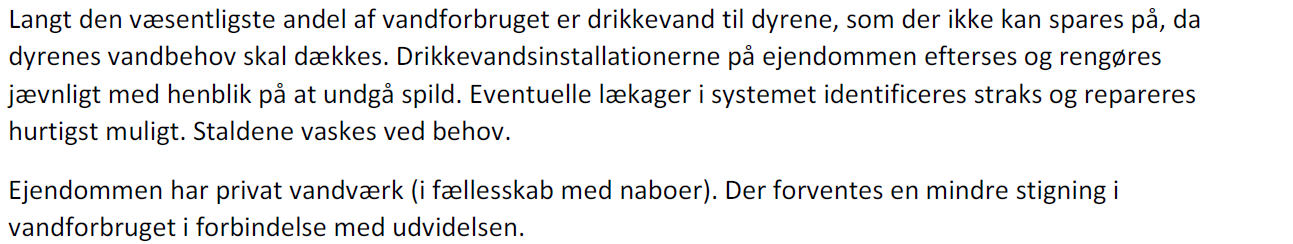 Langt den væsentligste andel af vandforbruget er drikkevand til dyrene, som der ikke kan spares på, da
dyrenes vandbehov skal dækkes. Drikkevandsinstallationerne på ejendommen efterses og rengøres
jævnligt med henblik på at undgå spild. Eventuelle lækager i systemet identificeres straks og repareres
hurtigst muligt. Staldene vaskes ved behov.
Ejendommen har privat vandværk (i fællesskab med naboer). Der forventes en mindre stigning i
vandforbruget i forbindelse med udvidelsen.